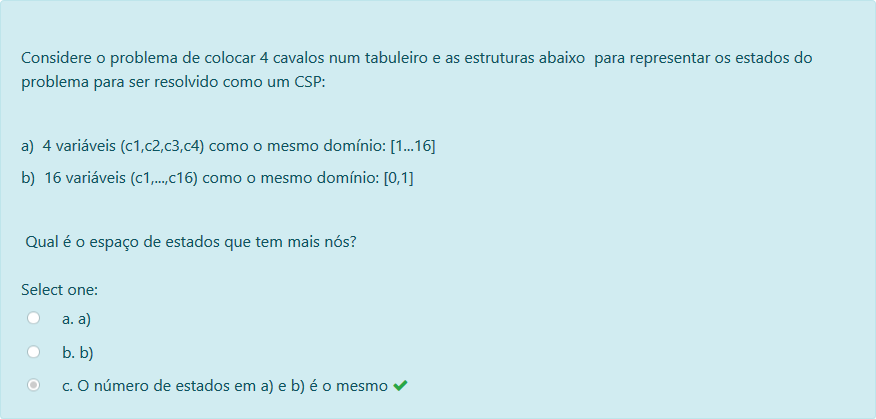 Considere o problema de colocar 4 cavalos num tabuleiro e as estruturas abaixo  para representar os estados do
problema para ser resolvido como um CSP:
a)  4 variáveis (c1,c2,c3,c4) como o mesmo domínio: [1...16]
b)  16 variáveis (c1,...,c16) como o mesmo domínio: [0,1]
Qual é o espaço de estados que tem mais nós?
Select one:
a. a)
b. b)
c. O número de estados em a) e b) é o mesmo